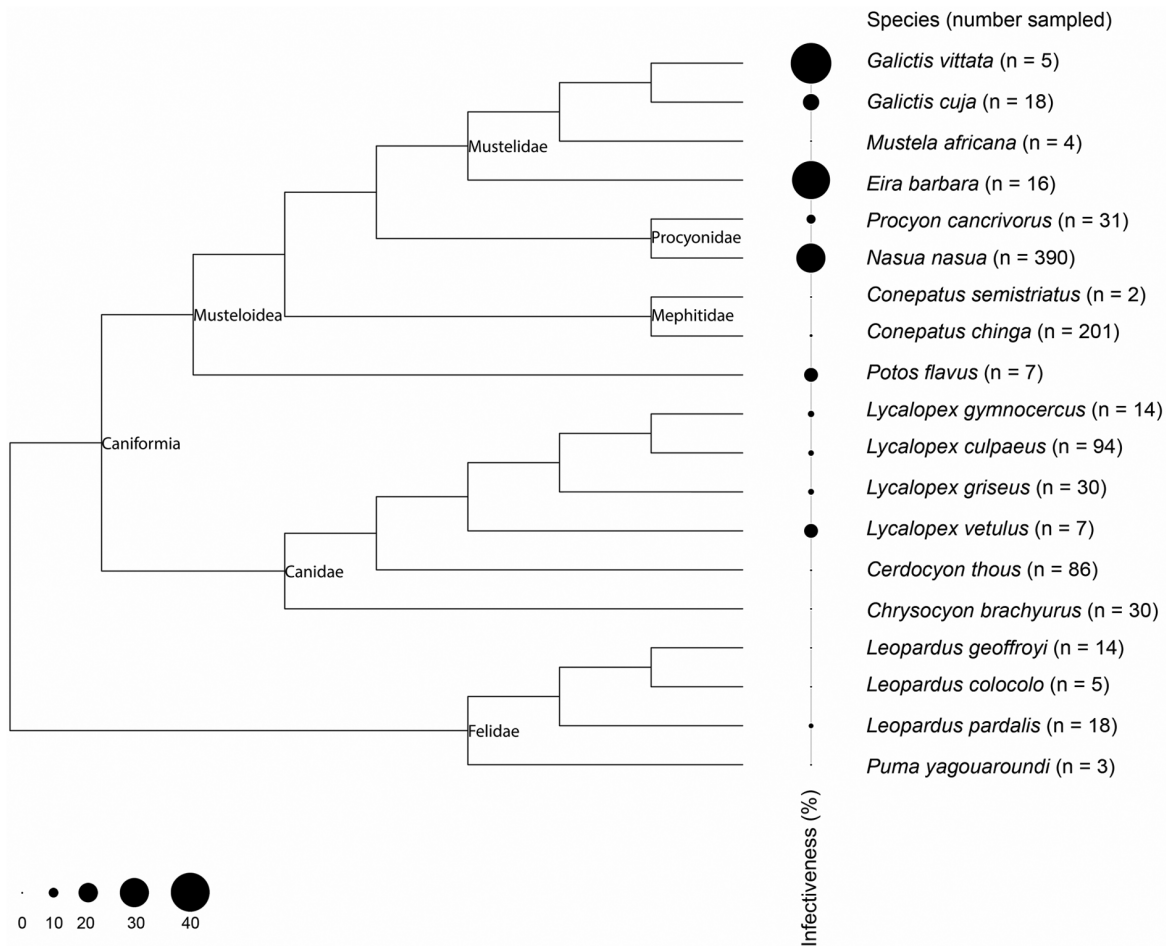 Species (number sampled)
Galictis vittata (n = 5)
Galictis cuja (n = 18)
Mustelidae
Mustela africana (n = 4)
Eira barbara (n = 16)
Procyon cancrivorus (n = 31)
Procyonidae
Nasua nasua (n = 390)
Conepatus semistriatus (n = 2)
Musteloidea
Mephitidae
Conepatus chinga (n = 201)
Potos flavus (n = 7)
Lycalopex gymnocercus (n = 14)
Caniformia
Lycalopex culpaeus (n = 94)
Lycalopex griseus (n = 30)
Lycalopex vetulus (n = 7)
Canidae
Cerdocyon thous (n = 86)
Chrysocyon brachyurus (n = 30)
Leopardus geoffroyi (n = 14)
Leopardus colocolo (n = 5)
Felidae
Leopardus pardalis (n = 18)
Puma yagouaroundi (n = 3)
Infectiveness (%)
0 10 20 30 40